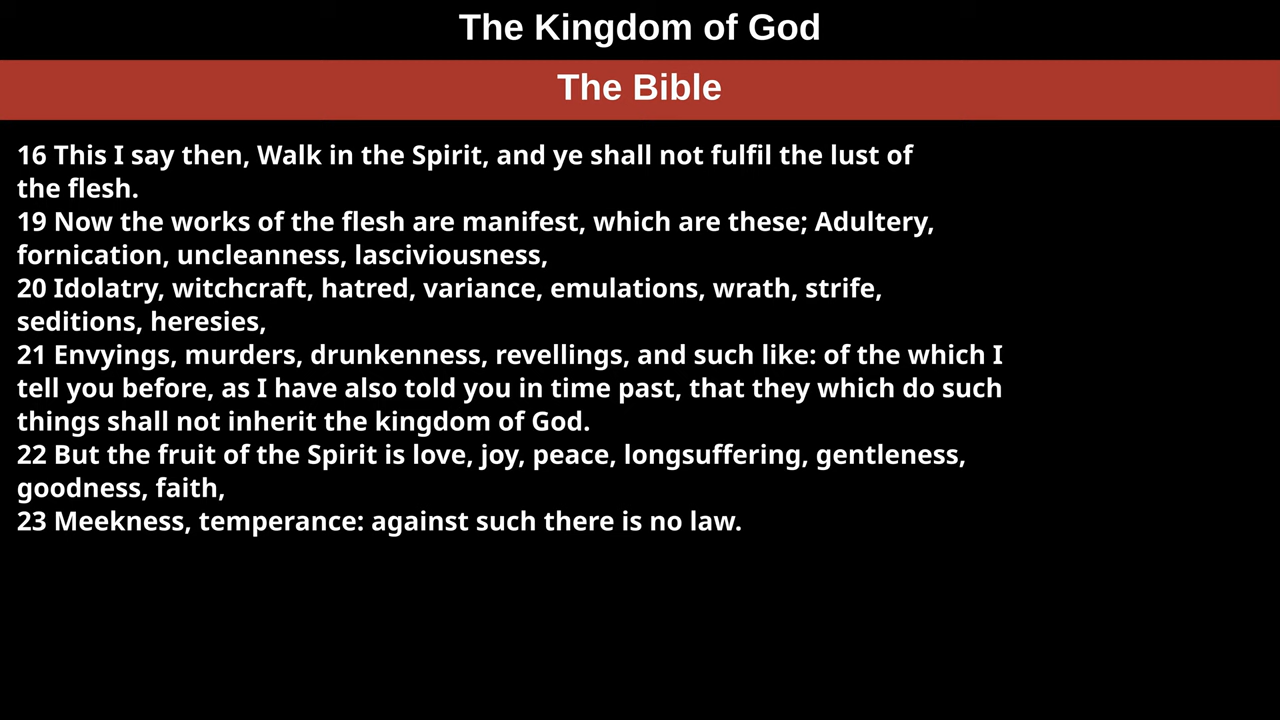 The Kingdom of God
The Bible
16 This I say then, Walk in the Spirit, and ye shall not fulfil the lust of
the flesh.
19 Now the works of the flesh are manifest, which are these; Adultery,
fornication, uncleanness, lasciviousness,
20 Idolatry, witchcraft, hatred, variance, emulations, wrath, strife,
seditions, heresies,
21 Envyings, murders, drunkenness, revellings, and such like: of the which I
tell you before, as I have also told you in time past, that they which do such
things shall not inherit the kingdom of God.
22 But the fruit of the Spirit is love, joy, peace, longsuffering, gentleness,
goodness, faith,
23 Meekness, temperance: against such there is no law.